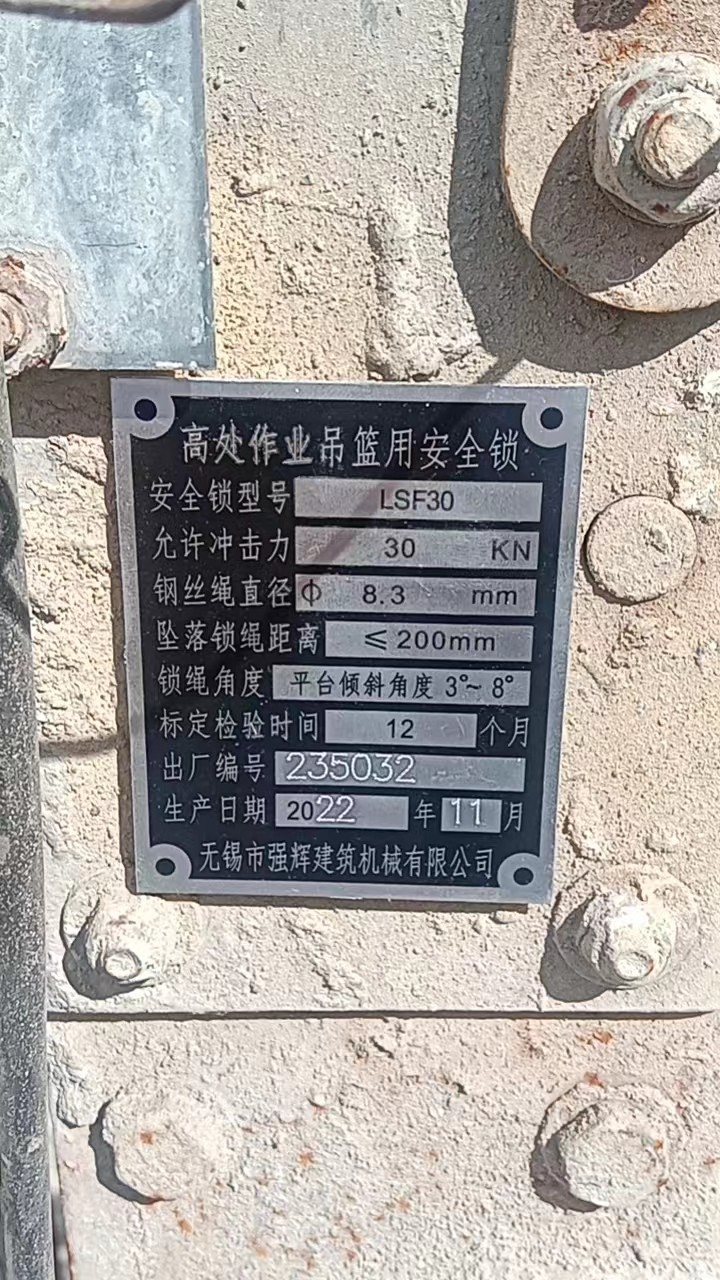 高处作业吊篮用安全锁
安全锁型号 LSF30
允许冲击力 30 KN
钢丝绳直径 Φ 8.3 mm
坠落锁绳距离 ≤200mm
锁绳角度 平台倾斜角度 3°~ 8°
标定检验时间 12 个月
出厂编号 235032
生产日期 2022 年 11 月
无锡市强辉建筑机械有限公司